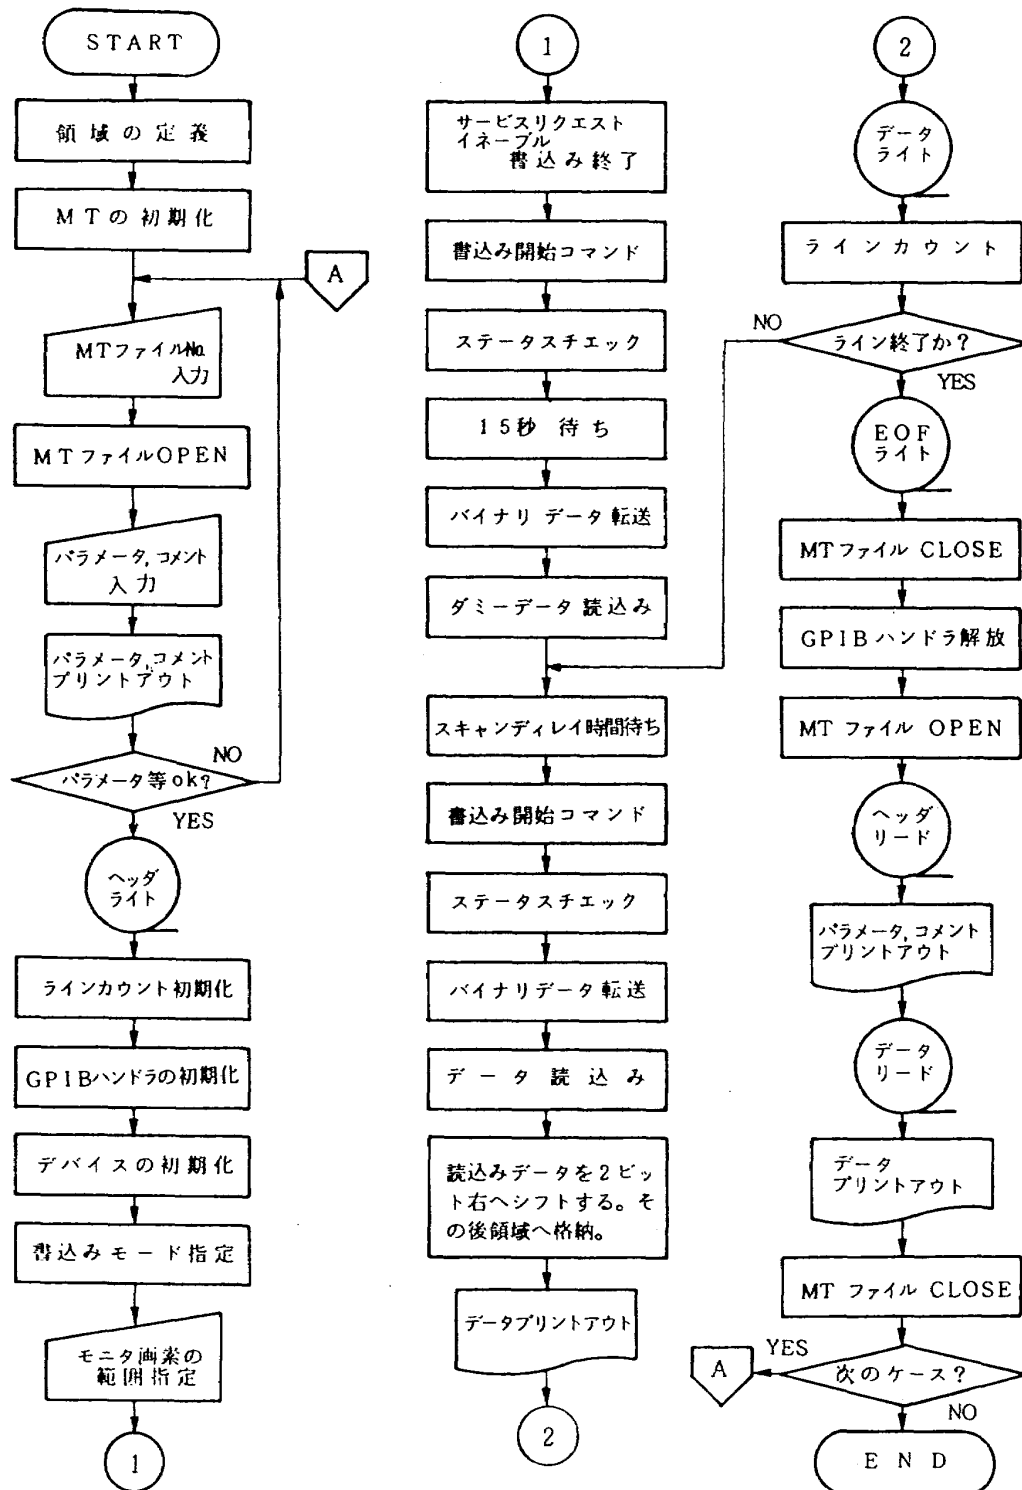 START
領域の定義
MTの初期化
A
MTファイルNo.
入力
MTファイルOPEN
パラメータ,コメント
入力
パラメータ,コメント
プリントアウト
パラメータ等ok?
NO
YES
ヘッダ
ライト
ラインカウント初期化
GPIBハンドラの初期化
デバイスの初期化
書込みモード指定
モニタ画素の
範囲指定
1
1
サービスリクエスト
イネーブル
書込み終了
書込み開始コマンド
ステータスチェック
15秒 待ち
バイナリ データ転送
ダミーデータ読込み
スキャンディレイ時間待ち
書込み開始コマンド
ステータスチェック
バイナリデータ転送
データ読込み
読込みデータを2ビッ
ト右へシフトする。そ
の後領域へ格納。
データプリントアウト
2
2
データ
ライト
ラインカウント
NO
ライン終了か?
YES
EOF
ライト
MTファイル CLOSE
GPIBハンドラ解放
MT ファイル OPEN
ヘッダ
リード
パラメータ,コメント
プリントアウト
データ
リード
データ
プリントアウト
MT ファイル CLOSE
YES
A
次のケース?
NO
END